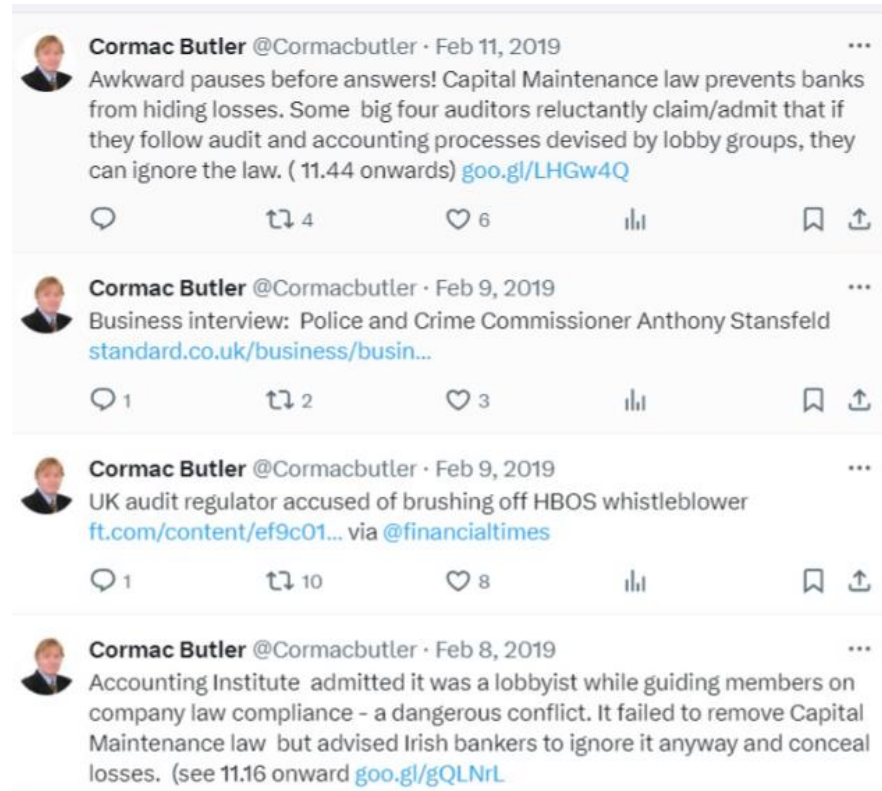 Cormac Butler @Cormacbutler · Feb 11, 2019
Awkward pauses before answers! Capital Maintenance law prevents banks
from hiding losses. Some big four auditors reluctantly claim/admit that if
they follow audit and accounting processes devised by lobby groups, they
can ignore the law. ( 11.44 onwards) goo.gl/LHGw4Q
4 6
Cormac Butler @Cormacbutler · Feb 9, 2019
Business interview: Police and Crime Commissioner Anthony Stansfeld
standard.co.uk/business/busin...
1 2 3
Cormac Butler @Cormacbutler · Feb 9, 2019
UK audit regulator accused of brushing off HBOS whistleblower
ft.com/content/ef9c01... via @financialtimes
1 10 8
Cormac Butler @Cormacbutler · Feb 8, 2019
Accounting Institute admitted it was a lobbyist while guiding members on
company law compliance - a dangerous conflict. It failed to remove Capital
Maintenance law but advised Irish bankers to ignore it anyway and conceal
losses. (see 11.16 onward goo.gl/gQLNrL